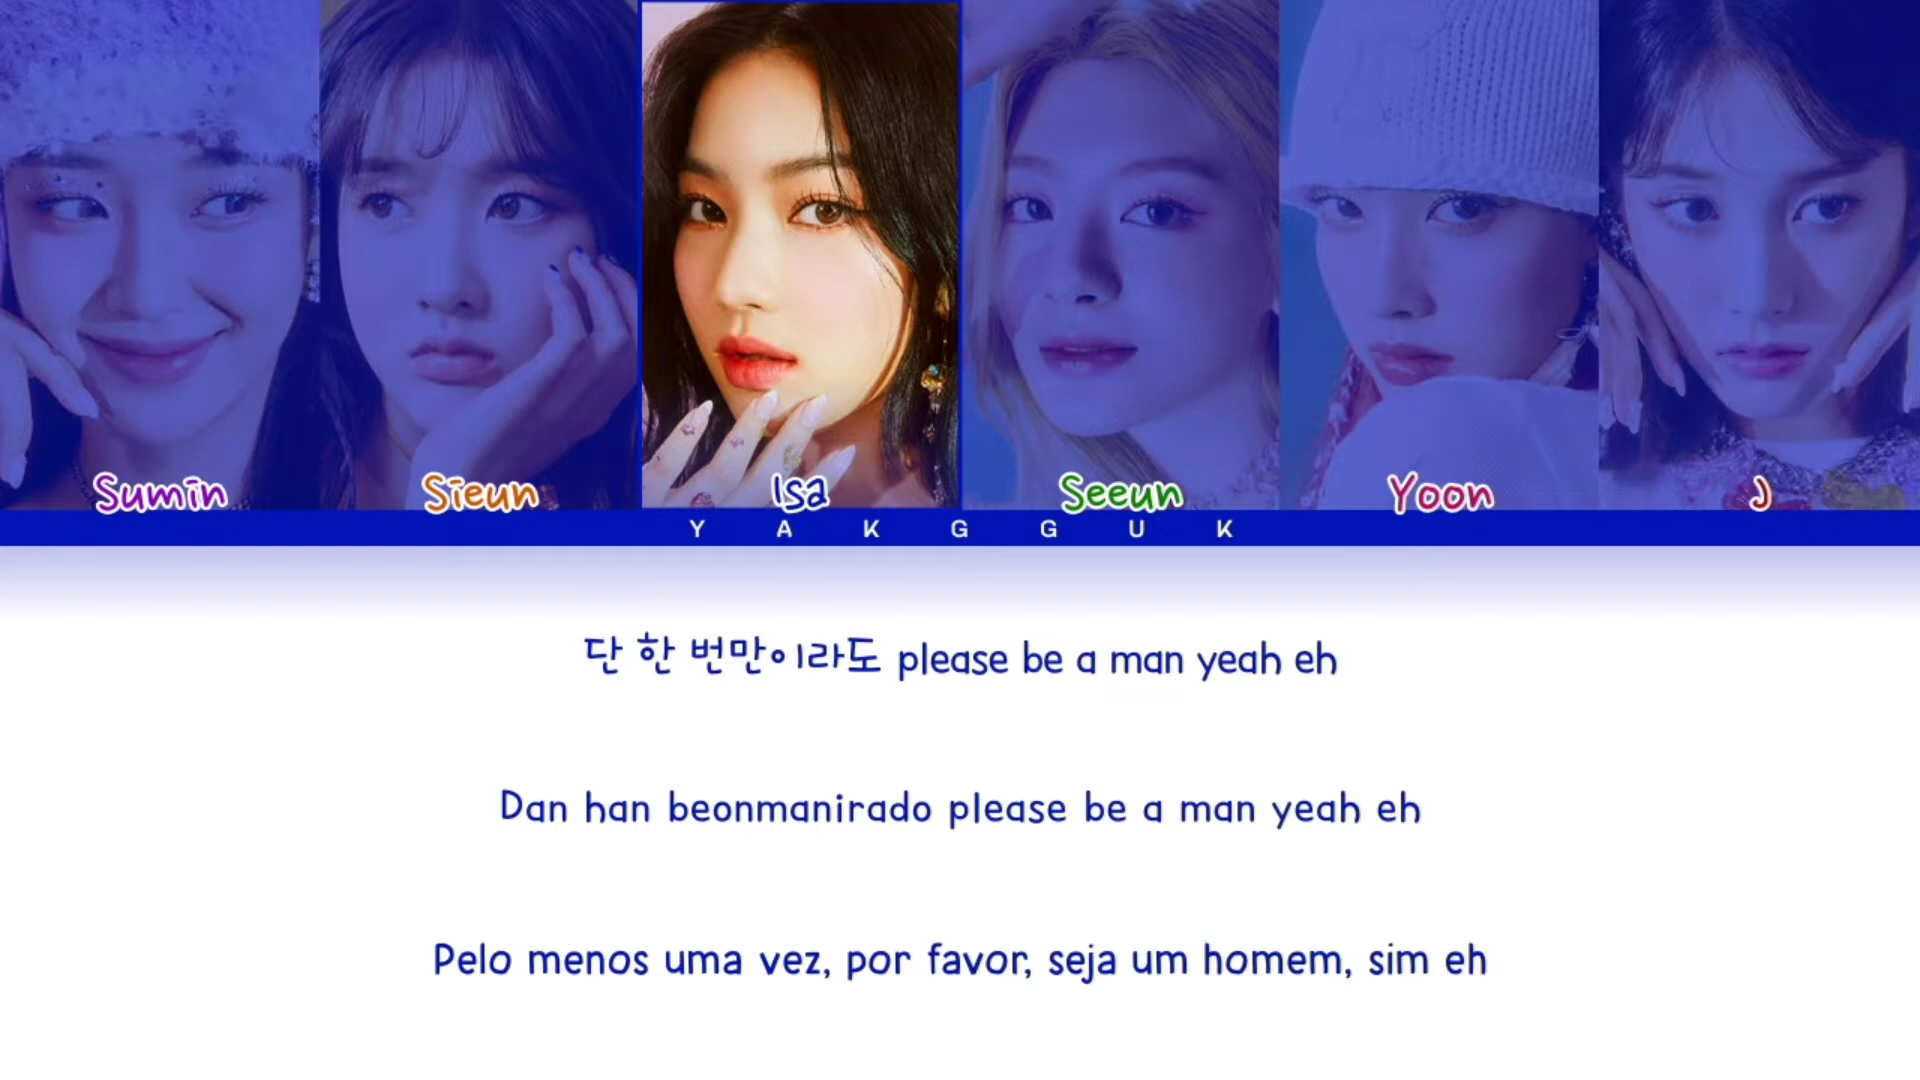 Sumin Sieun Isa Seeun Yoon J
YAKGGUK
단 한 번만이라도 please be a man yeah eh
Dan han beonmanirado please be a man yeah eh
Pelo menos uma vez, por favor, seja um homem, sim eh